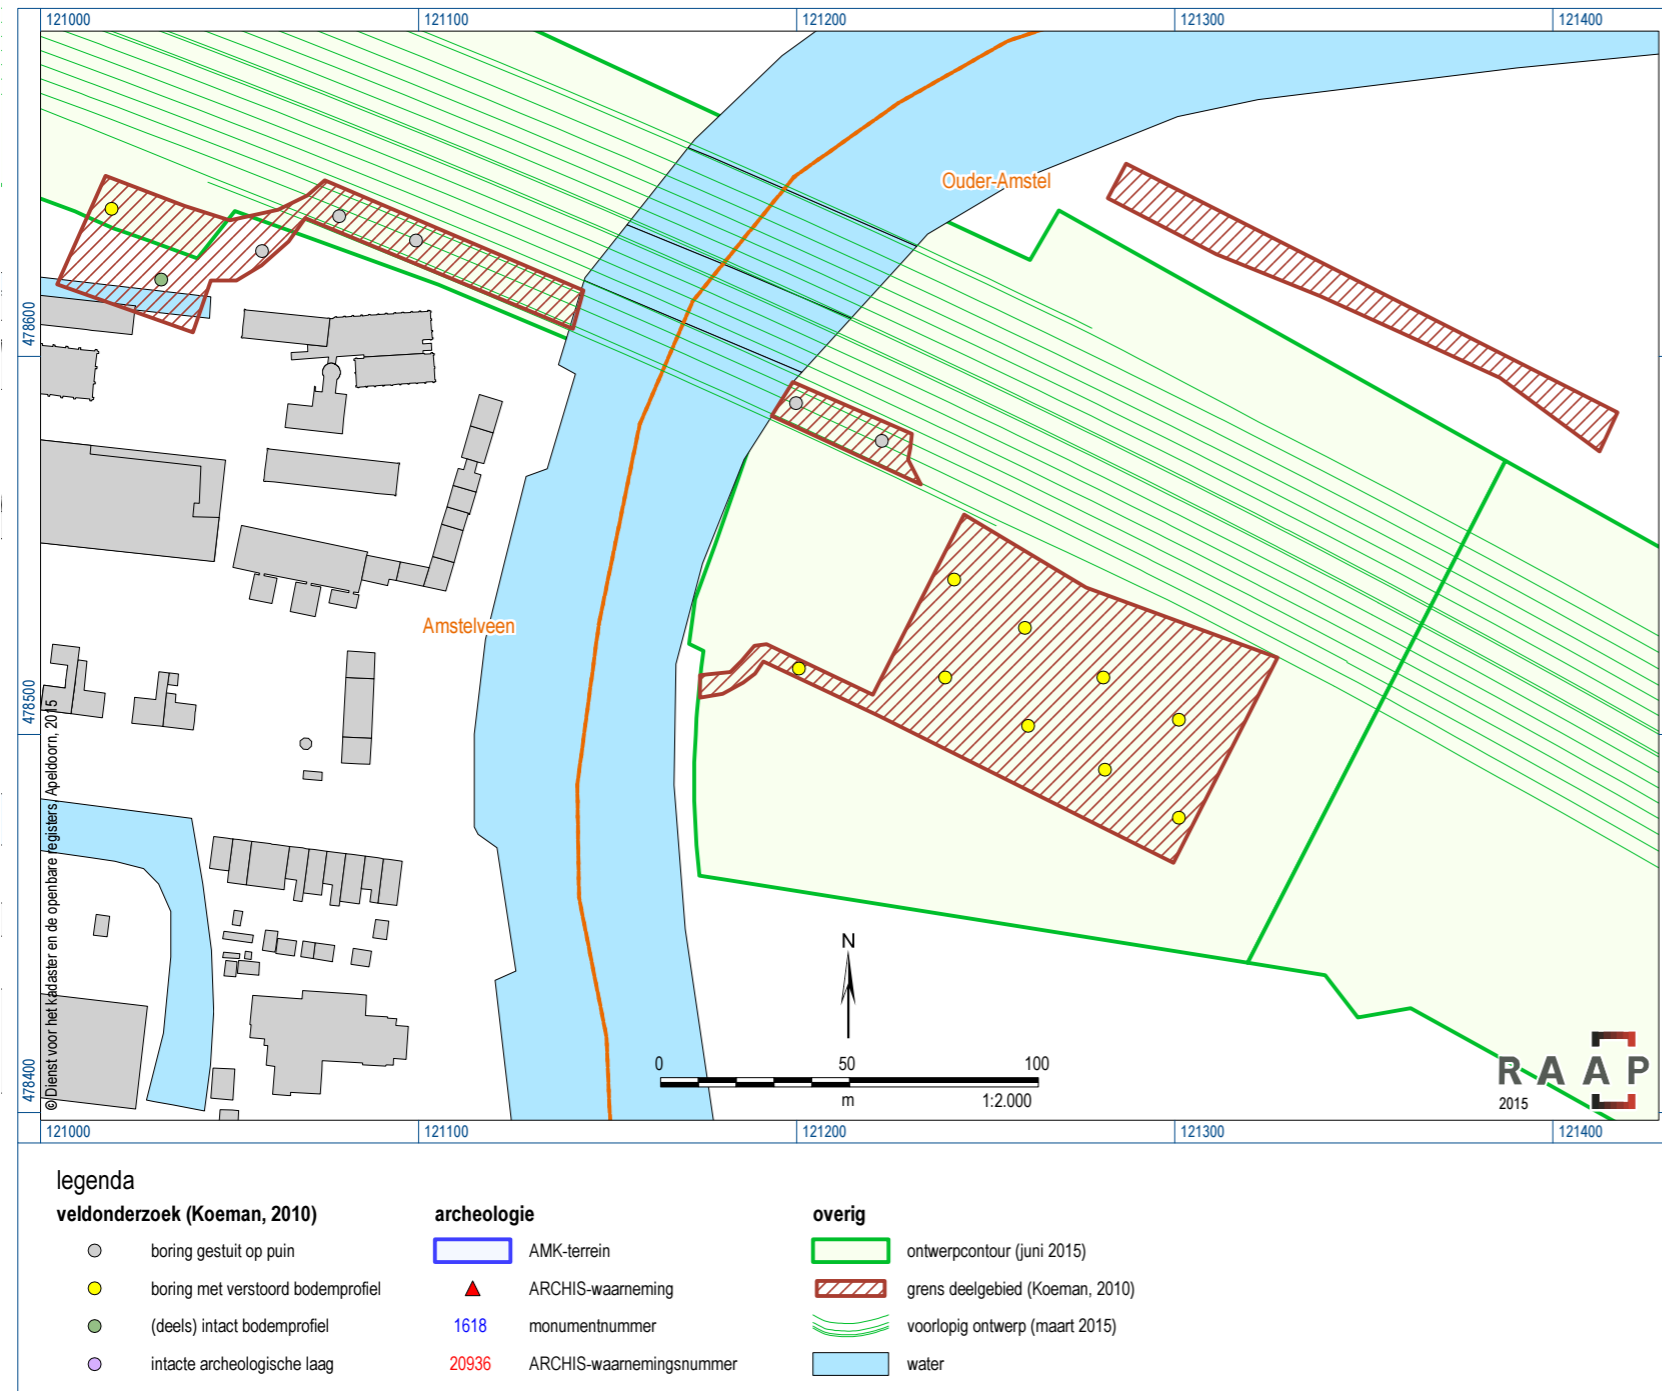 121000
121100
121200
121300
121400
Ouder-Amstel
478600
Amstelveen
478500
478400
© Dienst voor het kadaster en de openbare registers, Apeldoorn, 2015
N
0 50 100
m 1:2.000
RAAP
2015
121000
121100
121200
121300
121400
legenda
veldonderzoek (Koeman, 2010)
boring gestuit op puin
boring met verstoord bodemprofiel
(deels) intact bodemprofiel
intacte archeologische laag
archeologie
AMK-terrein
ARCHIS-waarneming
1618 monumentnummer
20936 ARCHIS-waarnemingsnummer
overig
ontwerpcontour (juni 2015)
grens deelgebied (Koeman, 2010)
voorlopig ontwerp (maart 2015)
water